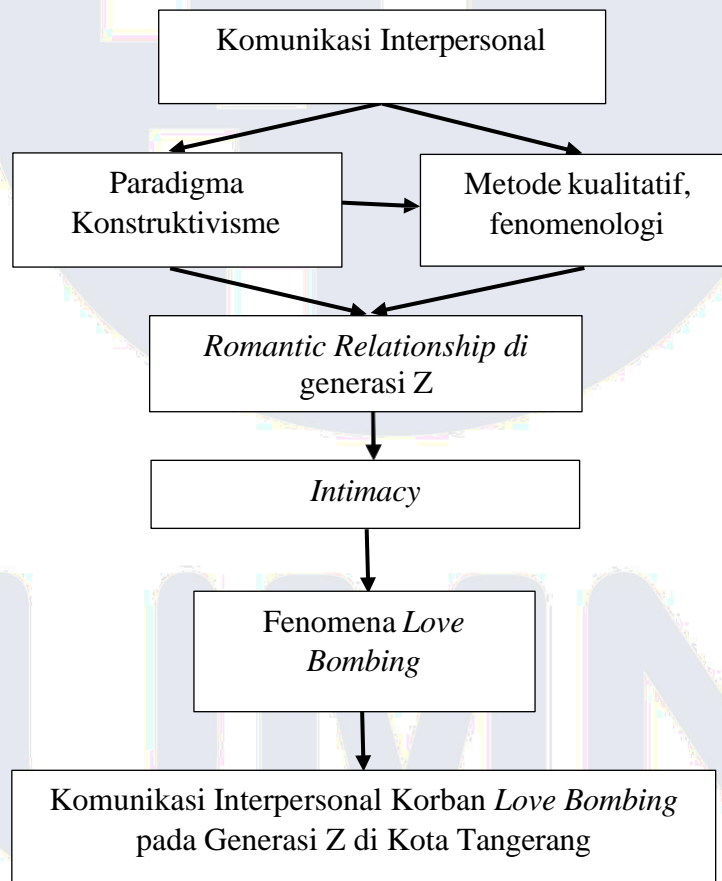 Komunikasi Interpersonal
Paradigma
Konstruktivisme
Metode kualitatif,
fenomenologi
Romantic Relationship di
generasi Z
Intimacy
Fenomena Love
Bombing
Komunikasi Interpersonal Korban Love Bombing
pada Generasi Z di Kota Tangerang
UMN